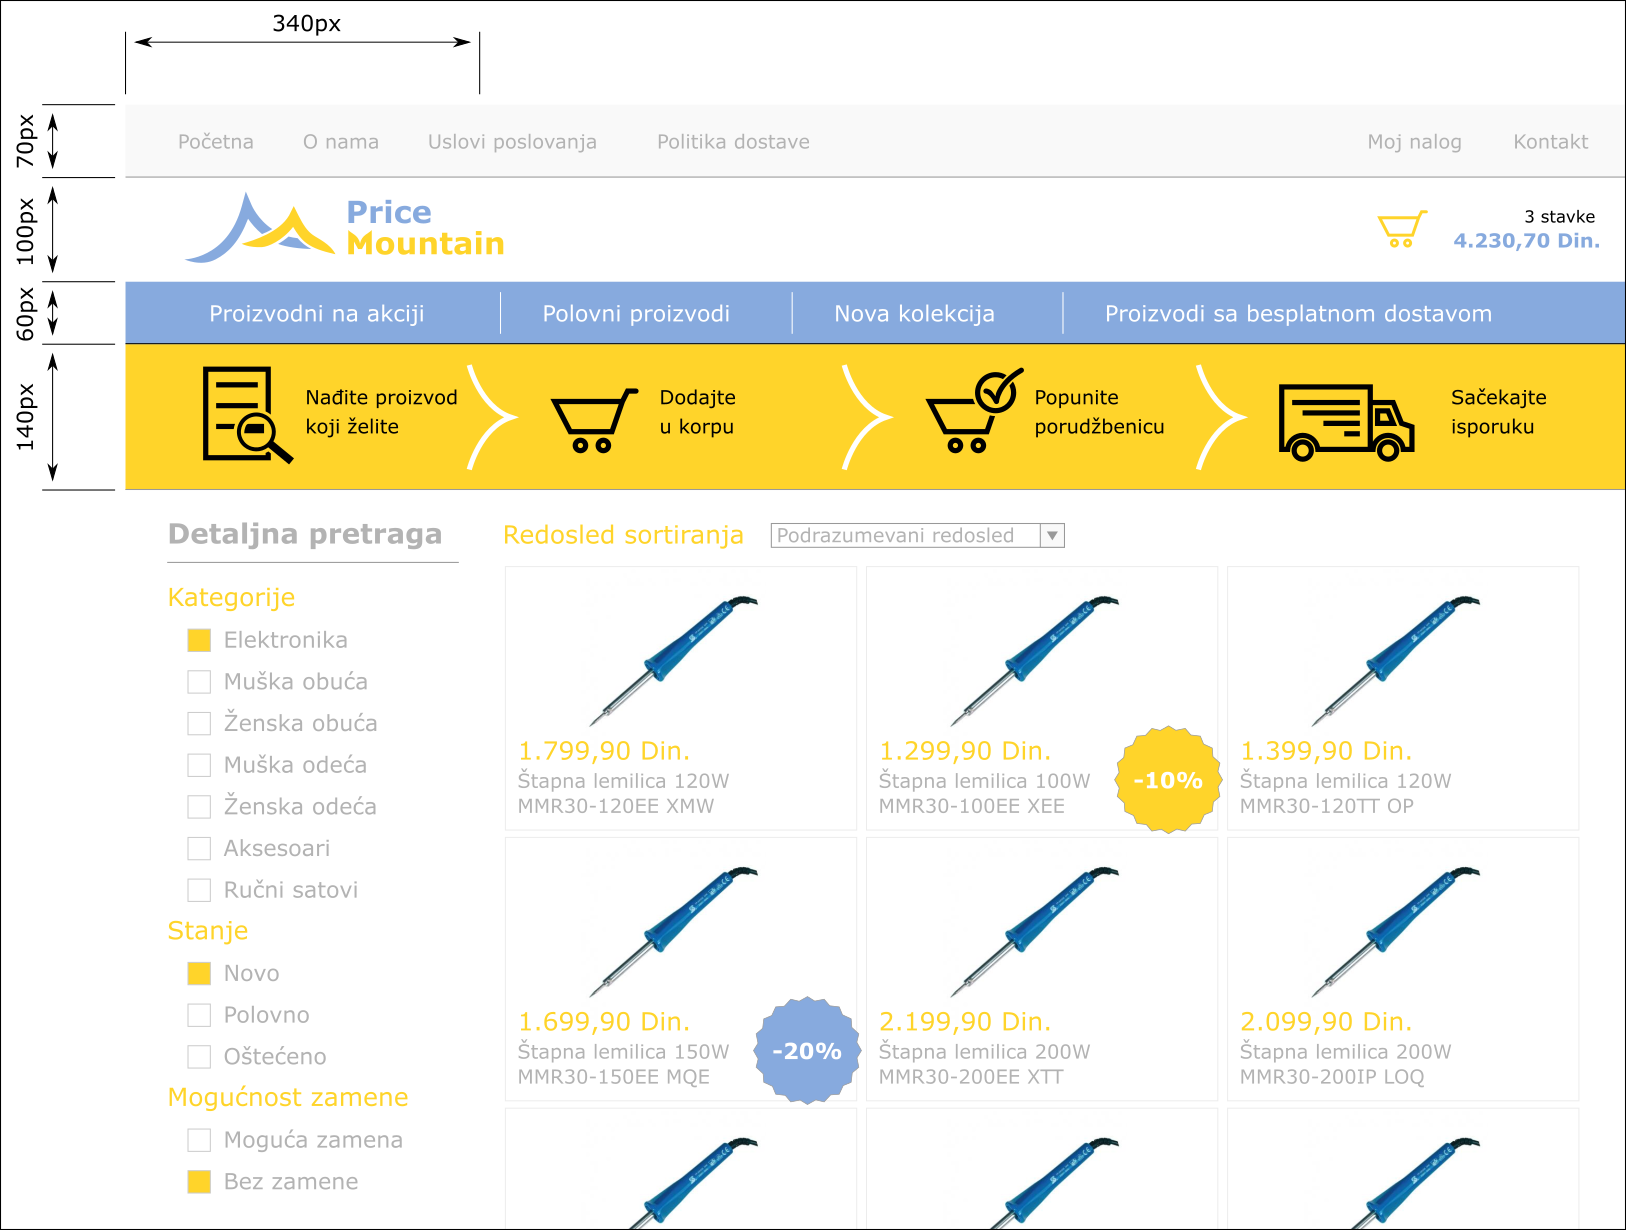 340px
70px
Početna O nama Uslovi poslovanja Politika dostave Moj nalog Kontakt
100px
Price
Mountain
3 stavke
4.230,70 Din.
60px
Proizvodni na akciji Polovni proizvodi Nova kolekcija Proizvodi sa besplatnom dostavom
140px
Nađite proizvod
koji želite
Dodajte
u korpu
Popunite
porudžbenicu
Sačekajte
isporuku
Detaljna pretraga
Kategorije
Elektronika
Muška obuća
Ženska obuća
Muška odeća
Ženska odeća
Aksesoari
Ručni satovi
Stanje
Novo
Polovno
Oštećeno
Mogućnost zamene
Moguća zamena
Bez zamene
Redosled sortiranja Podrazumevani redosled
1.799,90 Din.
Štapna lemilica 120W
MMR30-120EE XMW
1.299,90 Din.
Štapna lemilica 100W
MMR30-100EE XEE
-10%
1.399,90 Din.
Štapna lemilica 120W
MMR30-120TT OP
1.699,90 Din.
Štapna lemilica 150W
MMR30-150EE MQE
-20%
2.199,90 Din.
Štapna lemilica 200W
MMR30-200EE XTT
2.099,90 Din.
Štapna lemilica 200W
MMR30-200IP LOQ